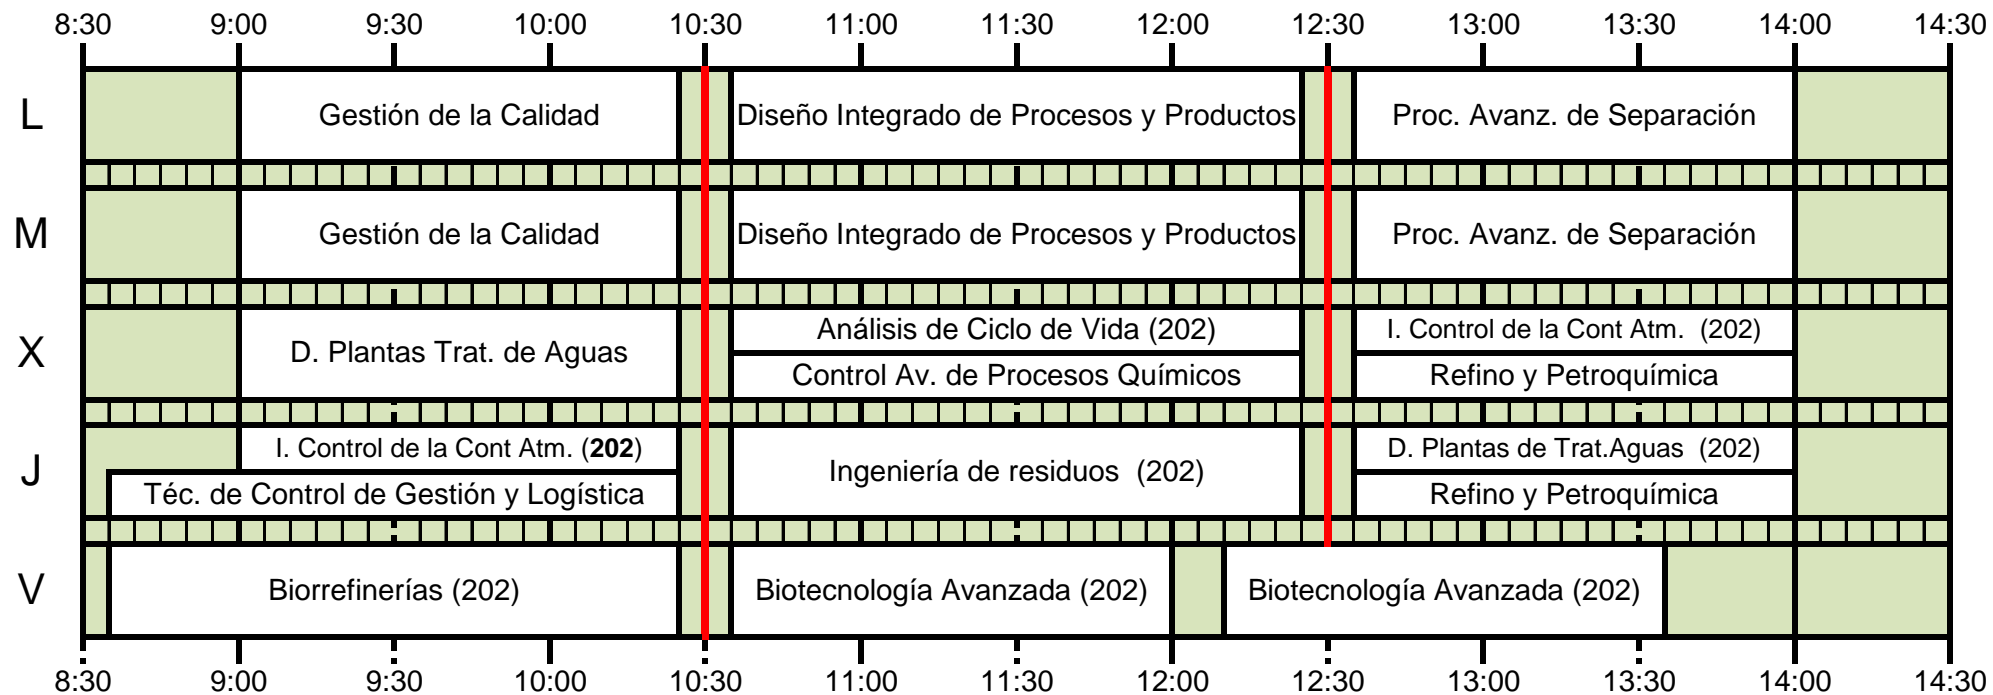 8:30 9:00 9:30 10:00 10:30 11:00 11:30 12:00 12:30 13:00 13:30 14:00 14:30
L Gestión de la Calidad Diseño Integrado de Procesos y Productos Proc. Avanz. de Separación
M Gestión de la Calidad Diseño Integrado de Procesos y Productos Proc. Avanz. de Separación
X D. Plantas Trat. de Aguas
Análisis de Ciclo de Vida (202) I. Control de la Cont Atm. (202)
Control Av. de Procesos Químicos Refino y Petroquímica
J
I. Control de la Cont Atm. (202) Ingeniería de residuos (202) D. Plantas de Trat.Aguas (202)
Téc. de Control de Gestión y Logística Refino y Petroquímica
V Biorrefinerías (202) Biotecnología Avanzada (202) Biotecnología Avanzada (202)
8:30 9:00 9:30 10:00 10:30 11:00 11:30 12:00 12:30 13:00 13:30 14:00 14:30